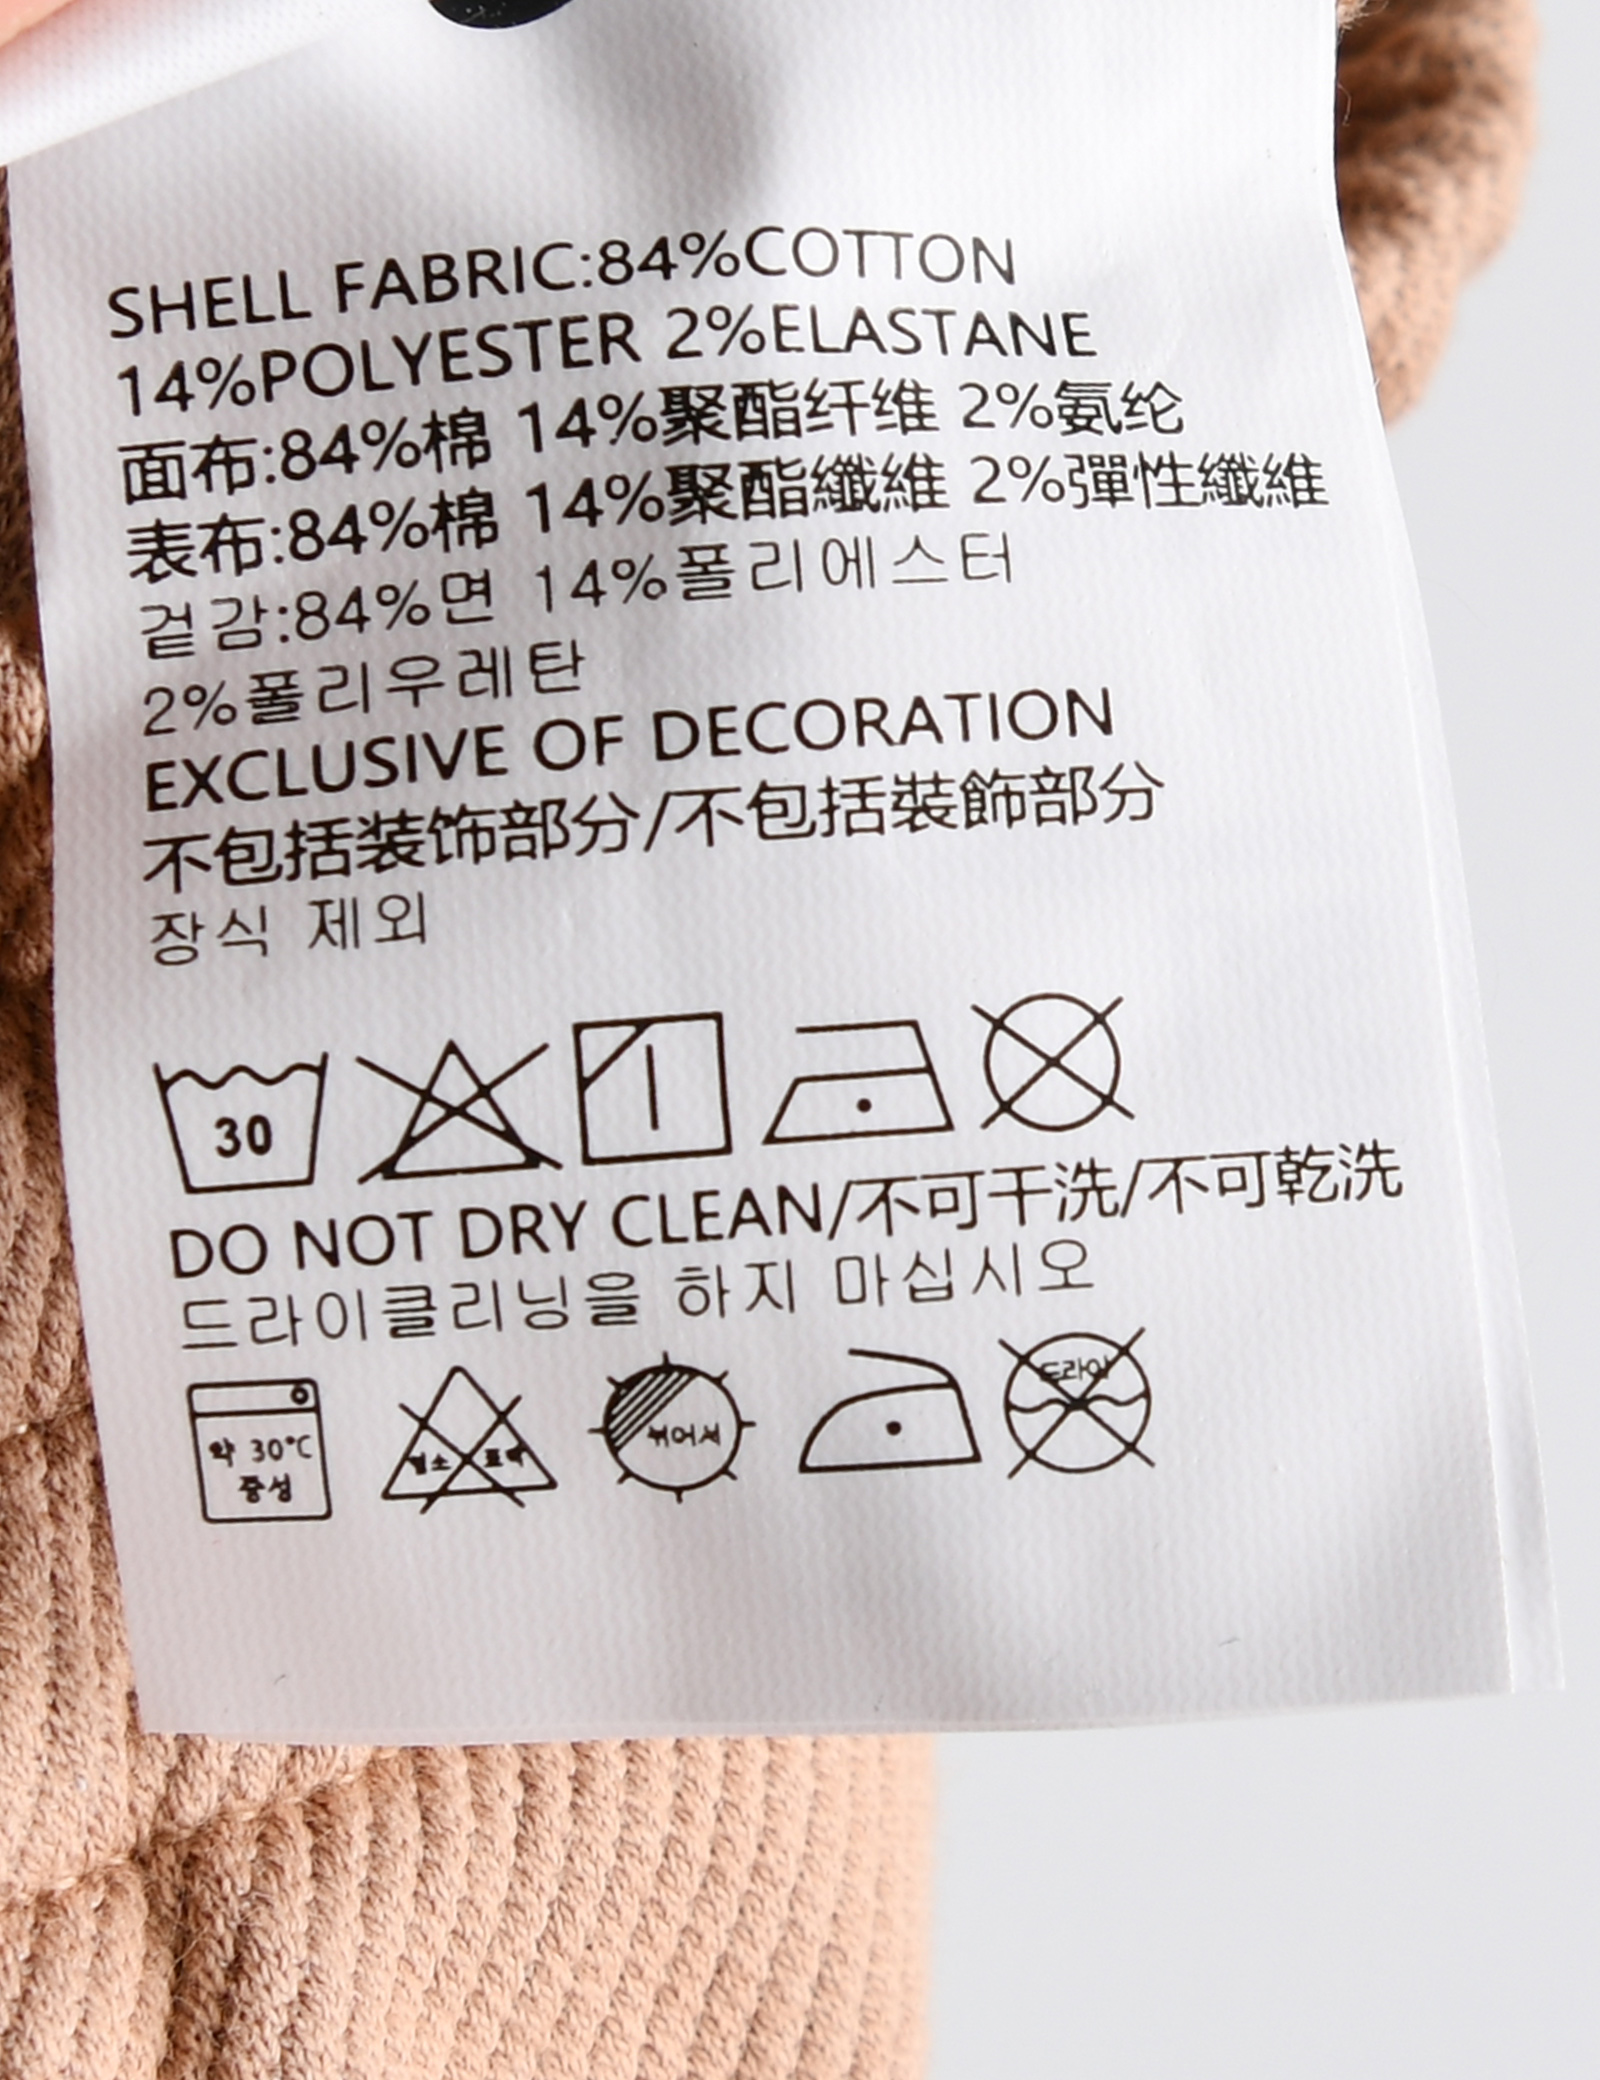 SHELL FABRIC:84%COTTON
14%POLYESTER 2%ELASTANE
面布:84%棉 14%聚酯纤维 2%氨纶
表布:84%棉 14%聚酯纖維 2%彈性纖維
겉감:84%면 14%폴리에스터
2%폴리우레탄
EXCLUSIVE OF DECORATION
不包括装饰部分/不包括裝飾部分
장식 제외
30
DO NOT DRY CLEAN/不可干洗/不可乾洗
드라이클리닝을 하지 마십시오
약 30°C
중성
염소 표백
뉘어서
드라이